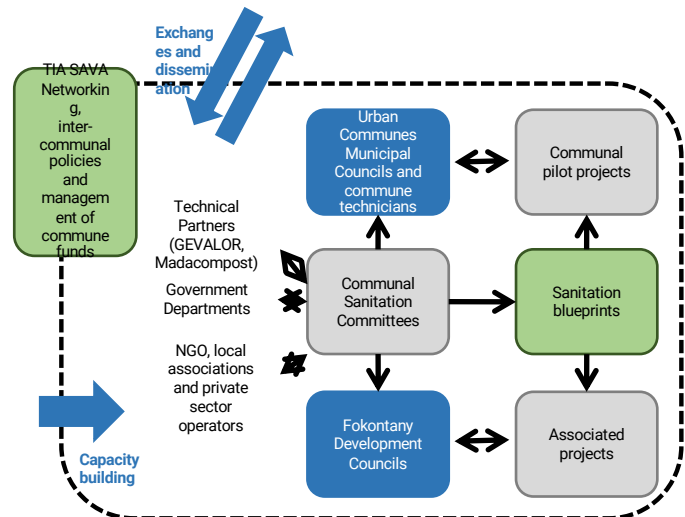 Exchang
es and
dissemin
ation
TIA SAVA
Networkin
g,
inter-
communal
policies
and
managem
ent of
commune
funds
Urban
Communes
Municipal
Councils and
commune
technicians
Communal
pilot projects
Technical
Partners
(GEVALOR,
Madacompost)
Government
Departments
NGO, local
associations
and private
sector
operators
Communal
Sanitation
Committees
Sanitation
blueprints
Fokontany
Development
Councils
Associated
projects
Capacity
building